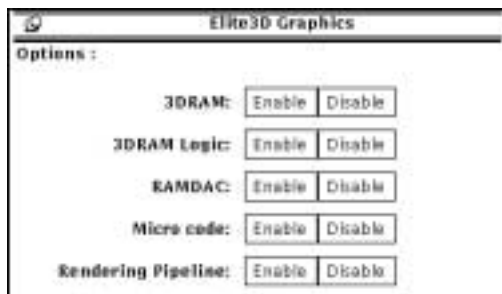 Elite3D Graphics
Options :
3DRAM: Enable Disable
3DRAM Logic: Enable Disable
RAMDAC: Enable Disable
Micro code: Enable Disable
Rendering Pipeline: Enable Disable